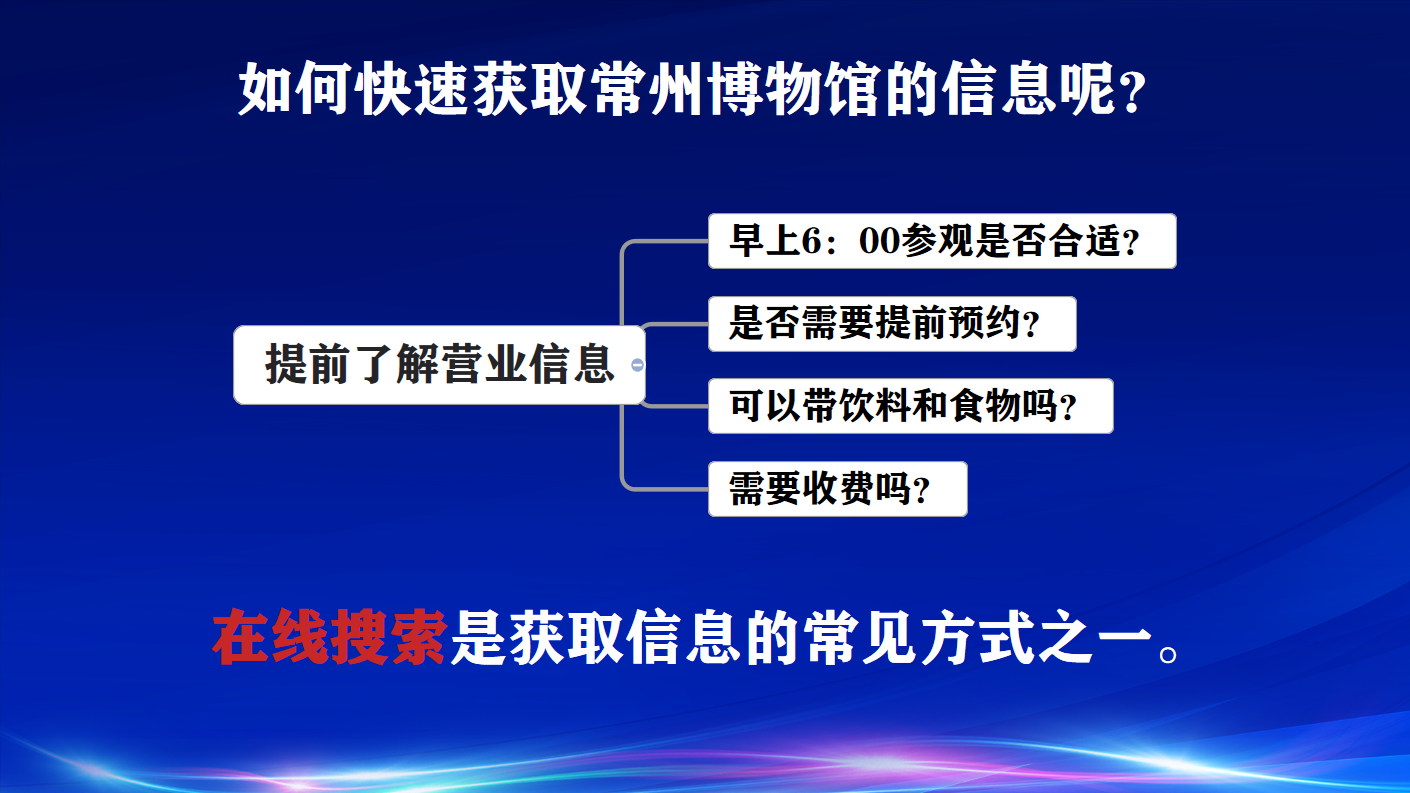 如何快速获取常州博物馆的信息呢？
早上6：00参观是否合适？
是否需要提前预约？
提前了解营业信息
可以带饮料和食物吗？
需要收费吗？
在线搜索是获取信息的常见方式之一。